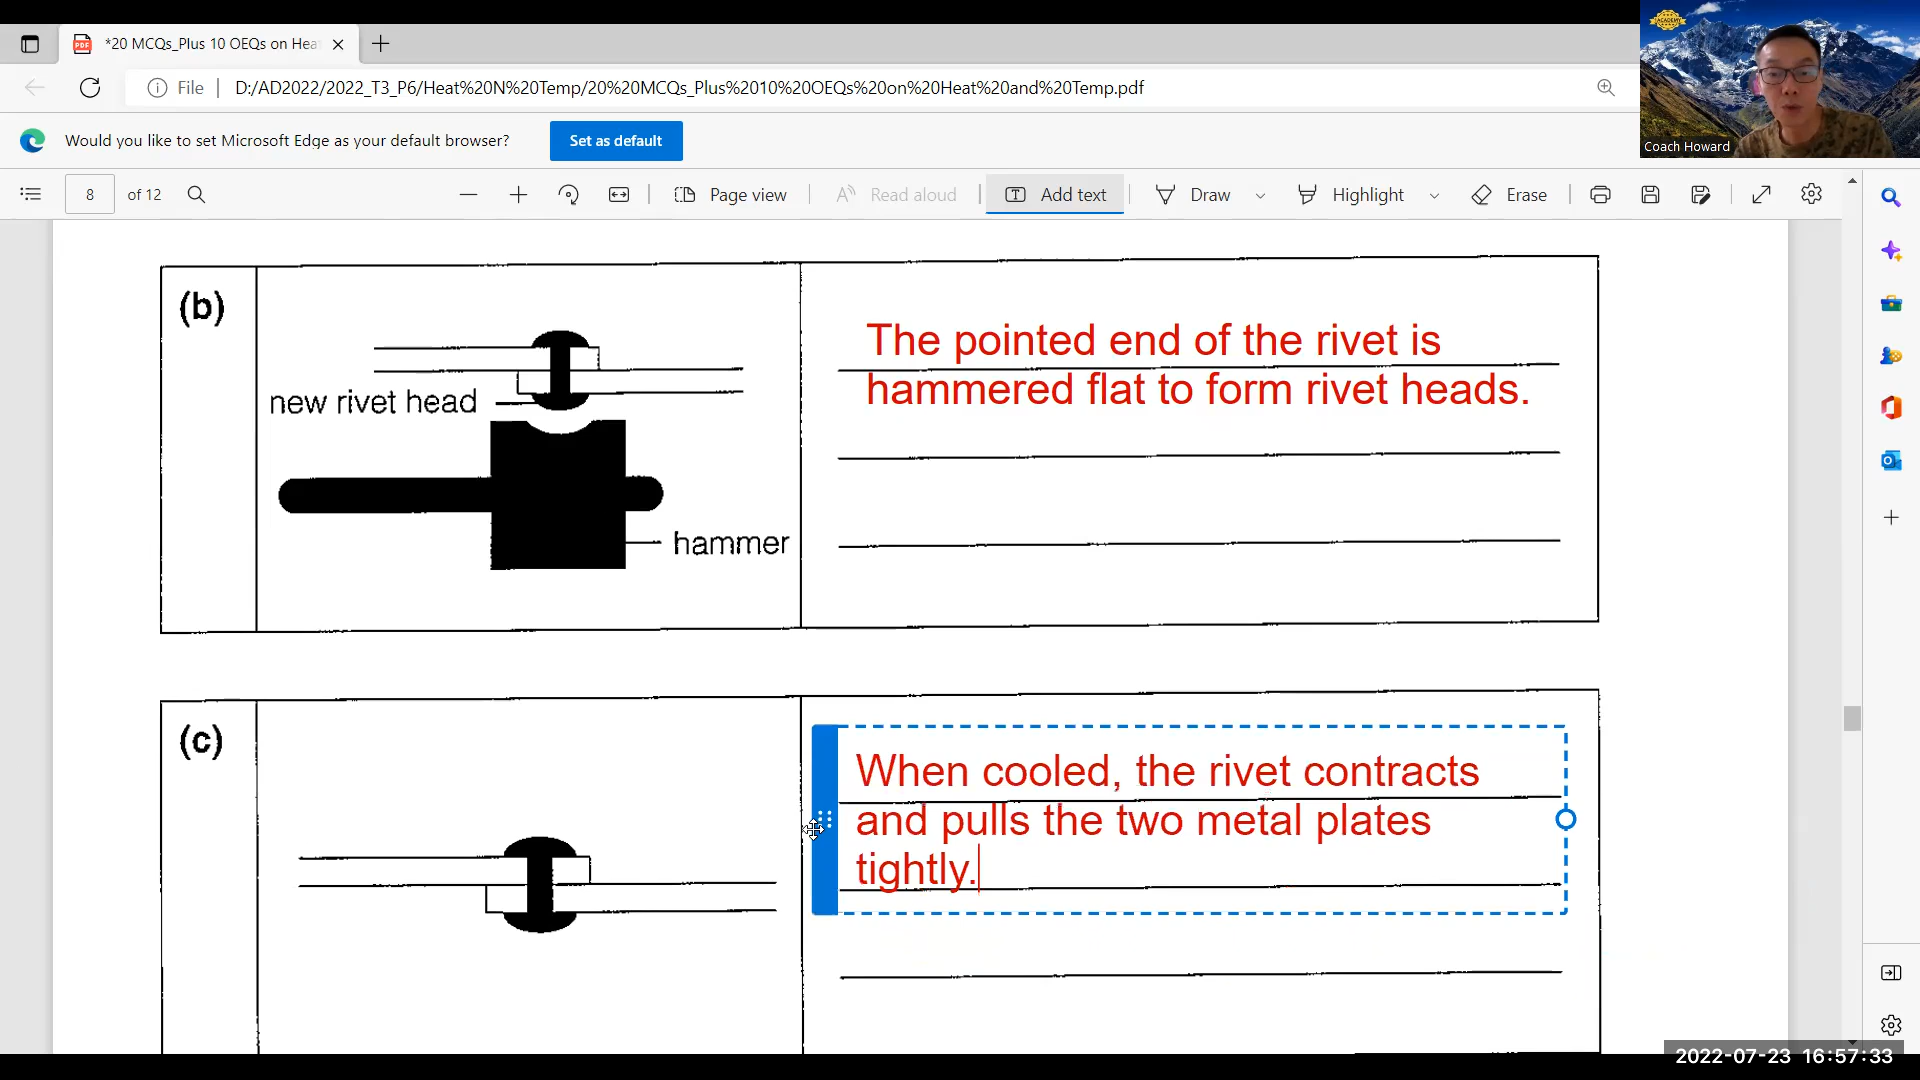 *20 MCQs_Plus 10 OEQs on Hea
File
D:/AD2022/2022_T3_P6/Heat%20N%20Temp/20%20MCQs_Plus%2010%20OEQs%20on%20Heat%20and%20Temp.pdf
ACADEMY
Coach Howard
Would you like to set Microsoft Edge as your default browser?
Set as default
8
of 12
Page view
Read aloud
Add text
Draw
Highlight
Erase
(b)
new rivet head
hammer
The pointed end of the rivet is
hammered flat to form rivet heads.
(c)
When cooled, the rivet contracts
and pulls the two metal plates
tightly.
2022-07-23 16:57:33